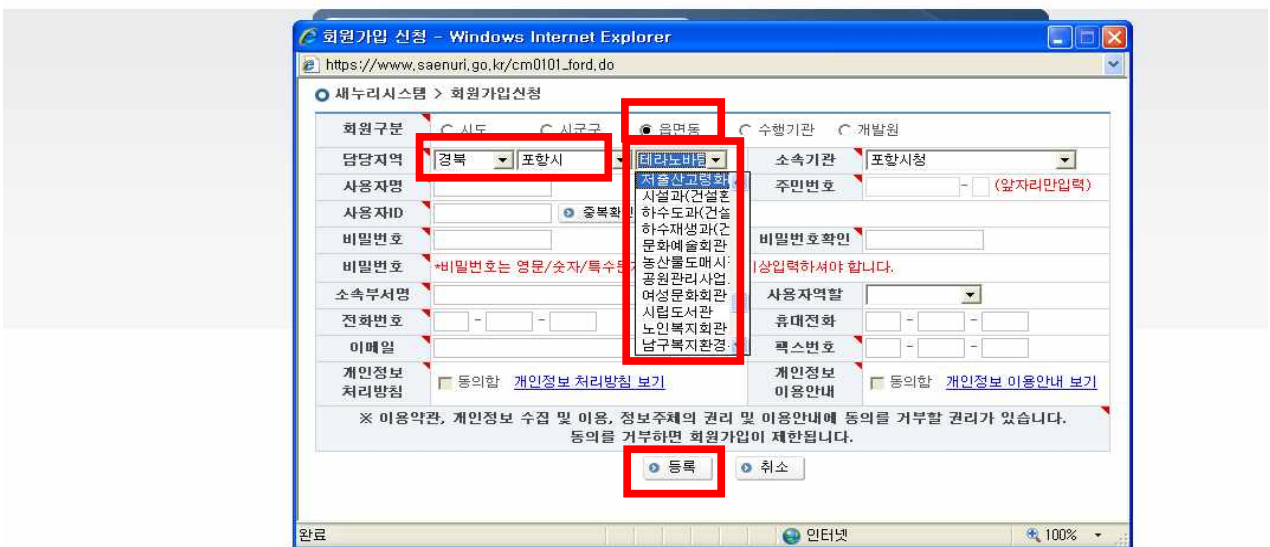 회원가입 신청 - Windows Internet Explorer
https://www.saenuri.go.kr/cm0101_ford.do
새누리시스템 > 회원가입신청
회원구분 시도 시군구 읍면동 수행기관 개발원
담당지역 경북 포항시 테라노바팀 소속기관 포항시청
사용자명 저출산고령화 주민번호 - (앞자리만입력)
시설과(건설환
사용자ID 중복확인 하수도과(건설
하수재생과(건
비밀번호 문화예술회관 비밀번호확인
비밀번호 *비밀번호는 영문/숫자/특수문 농산물도매시 이상입력하셔야 합니다.
공원관리사업
소속부서명 여성문화회관 사용자역할
시립도서관
전화번호 - - 노인복지회관 휴대전화 - -
이메일 남구복지환경 팩스번호 - -
개인정보 처리방침 동의함 개인정보 처리방침 보기 개인정보 이용안내 동의함 개인정보 이용안내 보기
※ 이용약관, 개인정보 수집 및 이용, 정보주체의 권리 및 이용안내에 동의를 거부할 권리가 있습니다.
동의를 거부하면 회원가입이 제한됩니다.
등록 취소
완료 인터넷 100%